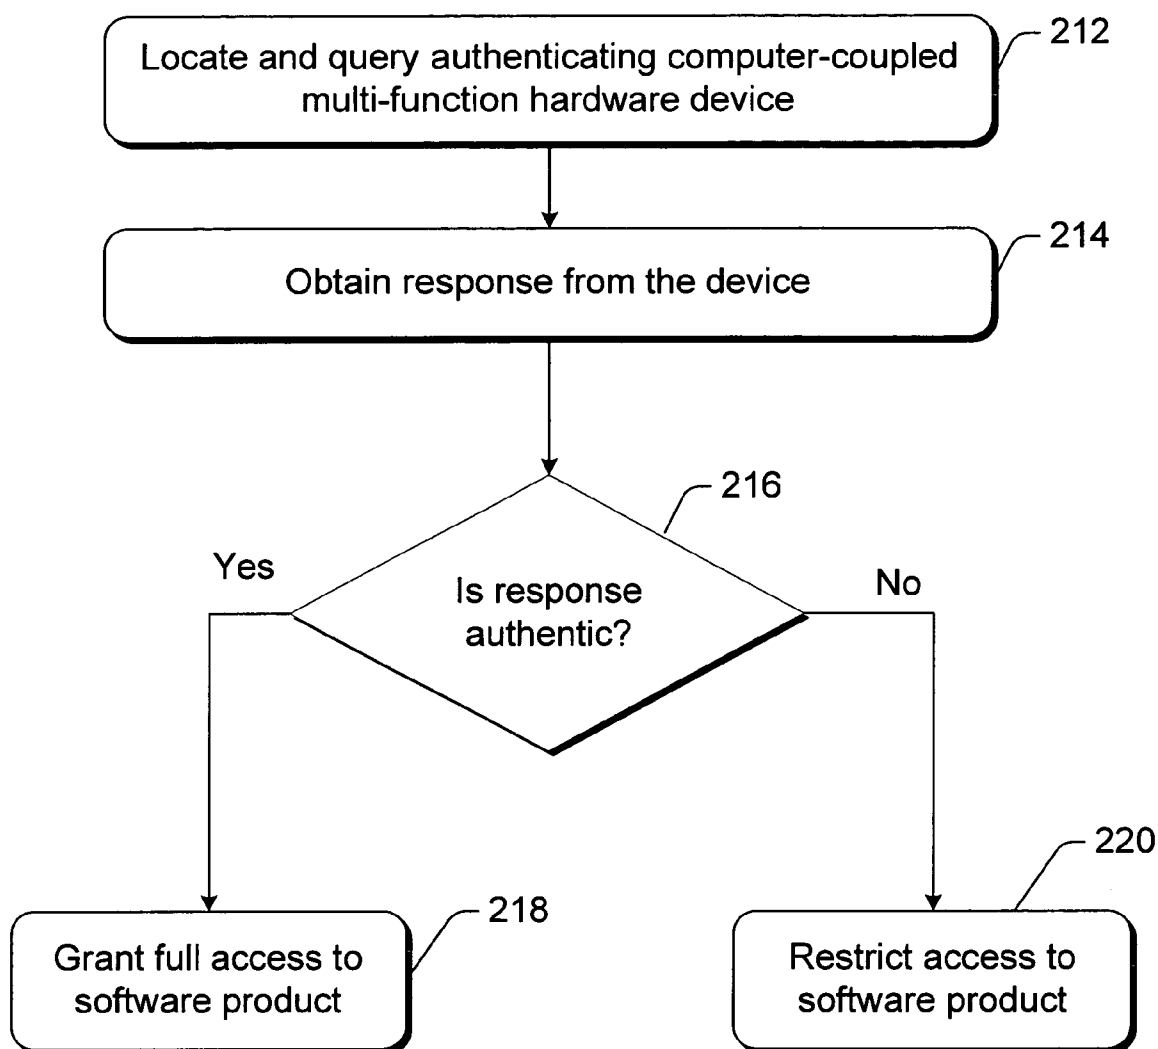 212
Locate and query authenticating computer-coupled
multi-function hardware device
214
Obtain response from the device
216
Yes
Is response
authentic?
No
218
Grant full access to
software product
220
Restrict access to
software product